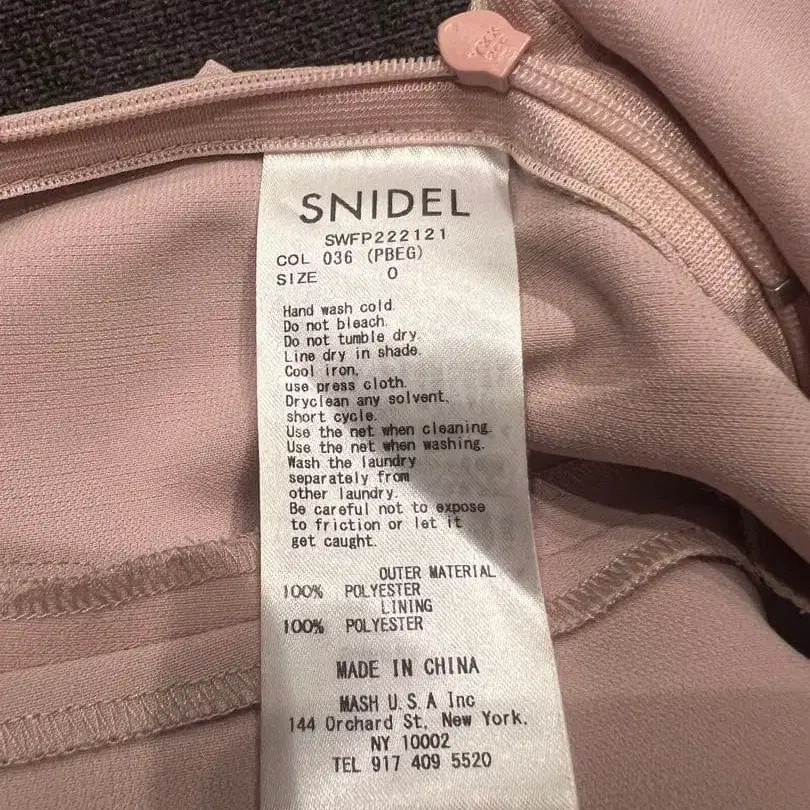 SNIDEL
SWFP222121
COL 036 (PBEG)
SIZE 0
Hand wash cold.
Do not bleach.
Do not tumble dry.
Line dry in shade.
Cool iron,
use press cloth.
Dryclean any solvent,
short cycle.
Use the net when cleaning.
Use the net when washing.
Wash the laundry
separately from
other laundry.
Be careful not to expose
to friction or let it
get caught.
OUTER MATERIAL
100% POLYESTER
LINING
100% POLYESTER
MADE IN CHINA
MASH U.S.A Inc
144 Orchard St, New York,
NY 10002
TEL 917 409 5520